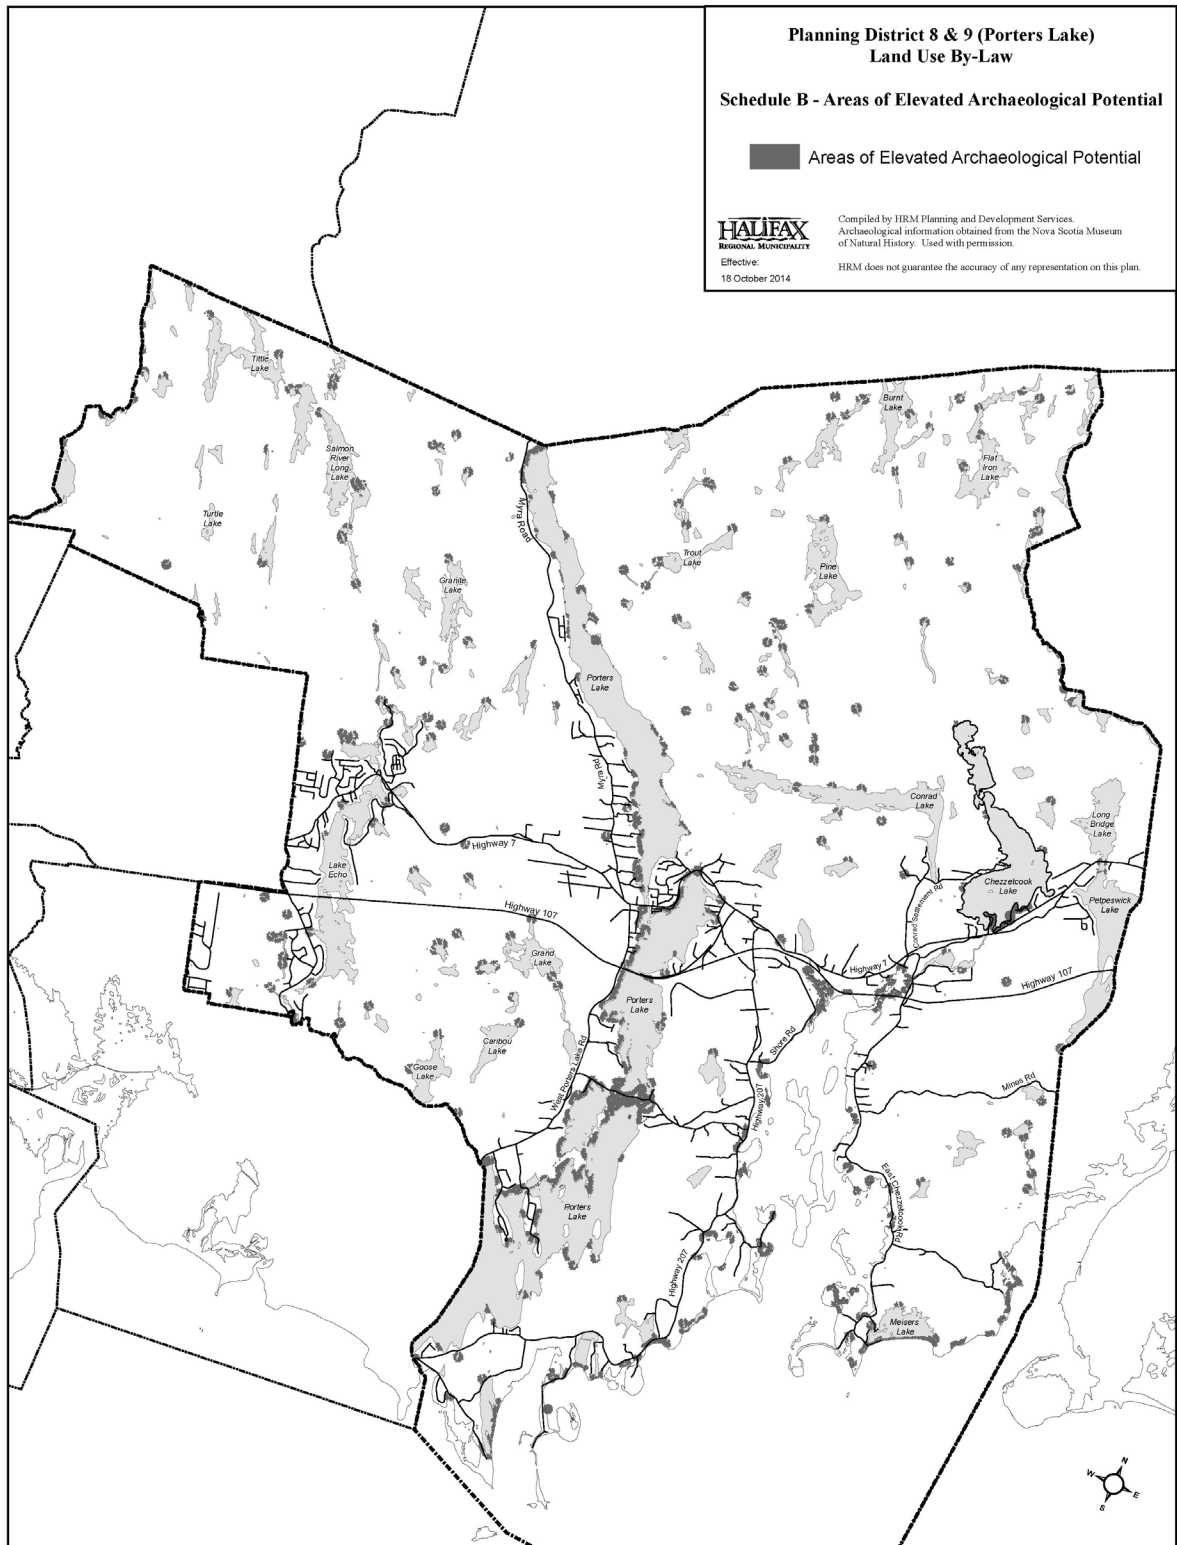 Planning District 8 & 9 (Porters Lake)
Land Use By-Law
Schedule B - Areas of Elevated Archaeological Potential
Areas of Elevated Archaeological Potential
HALIFAX
REGIONAL MUNICIPALITY
Effective:
18 October 2014
Compiled by HRM Planning and Development Services.
Archaeological information obtained from the Nova Scotia Museum
of Natural History. Used with permission.
HRM does not guarantee the accuracy of any representation on this plan.
Tittle
Lake
Burnt
Lake
Salmon
River
Long
Lake
Flat
Iron
Lake
Turtle
Lake
Myra Road
Trout
Lake
Pine
Lake
Granite
Lake
Porters
Lake
Myra Rd
Conrad
Lake
Long
Bridge
Lake
Highway 7
Lake
Echo
Chezzetcook
Lake
Petpeswick
Lake
Conrad Settlement Rd
Highway 107
Grand
Lake
Highway 7
Highway 107
Porters
Lake
Caribou
Lake
Goose
Lake
West Porters Lake Rd
Shore Rd
Highway 207
Mines Rd
East Chezzetcook Rd
Porters
Lake
Highway 207
Meisers
Lake
N
W
E
S